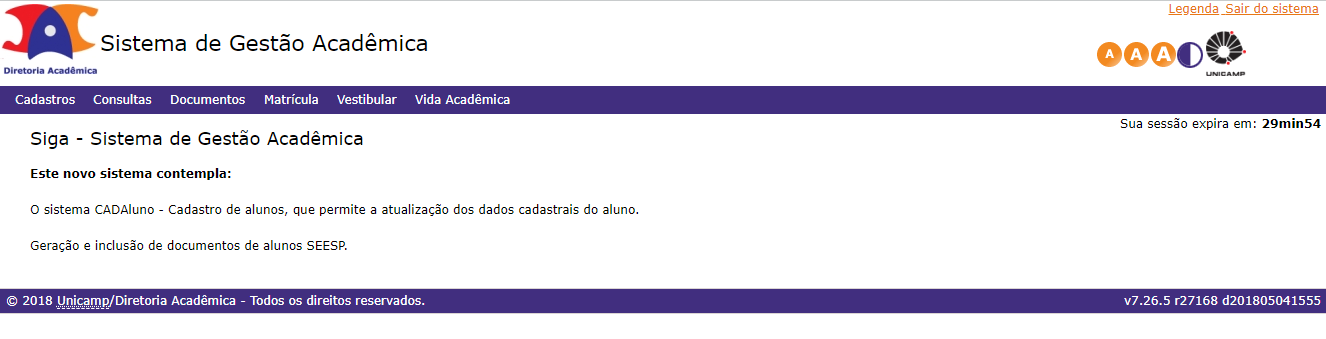 Legenda Sair do sistema
Diretoria Acadêmica
Sistema de Gestão Acadêmica
A A A
UNICAMP
Cadastros Consultas Documentos Matrícula Vestibular Vida Acadêmica
Sua sessão expira em: 29min54
Siga - Sistema de Gestão Acadêmica
Este novo sistema contempla:
O sistema CADAluno - Cadastro de alunos, que permite a atualização dos dados cadastrais do aluno.
Geração e inclusão de documentos de alunos SEESP.
© 2018 Unicamp/Diretoria Acadêmica - Todos os direitos reservados. v7.26.5 r27168 d201805041555